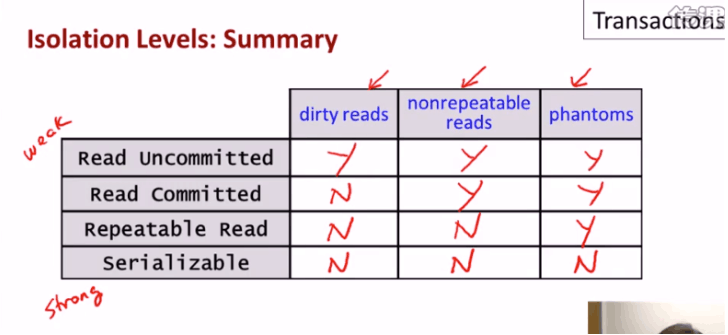 Transactions
Isolation Levels: Summary
dirty reads
nonrepeatable
reads
phantoms
weak
Read Uncommitted Y Y Y
Read Committed N Y Y
Repeatable Read N N Y
Serializable N N N
strong